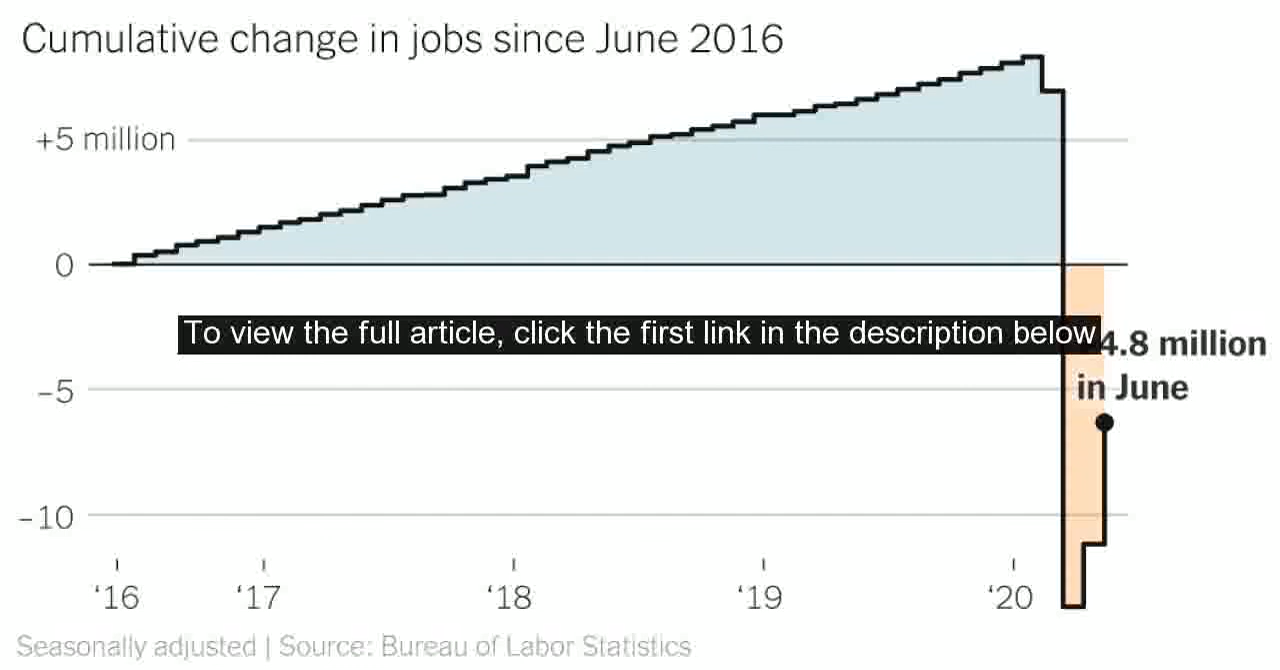 Cumulative change in jobs since June 2016
+5 million
0
To view the full article, click the first link in the description below
4.8 million
in June
–5
–10
‘16 ‘17 ‘18 ‘19 ‘20
Seasonally adjusted | Source: Bureau of Labor Statistics